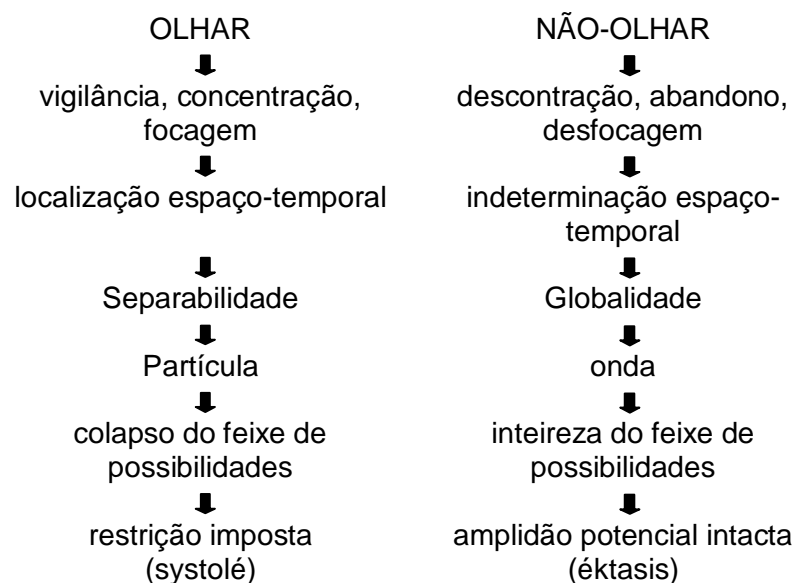 OLHAR
vigilância, concentração,
focagem
localização espaço-temporal
Separabilidade
Partícula
colapso do feixe de
possibilidades
restrição imposta
(systolé)
NÃO-OLHAR
descontração, abandono,
desfocagem
indeterminação espaço-
temporal
Globalidade
onda
inteireza do feixe de
possibilidades
amplidão potencial intacta
(éktasis)